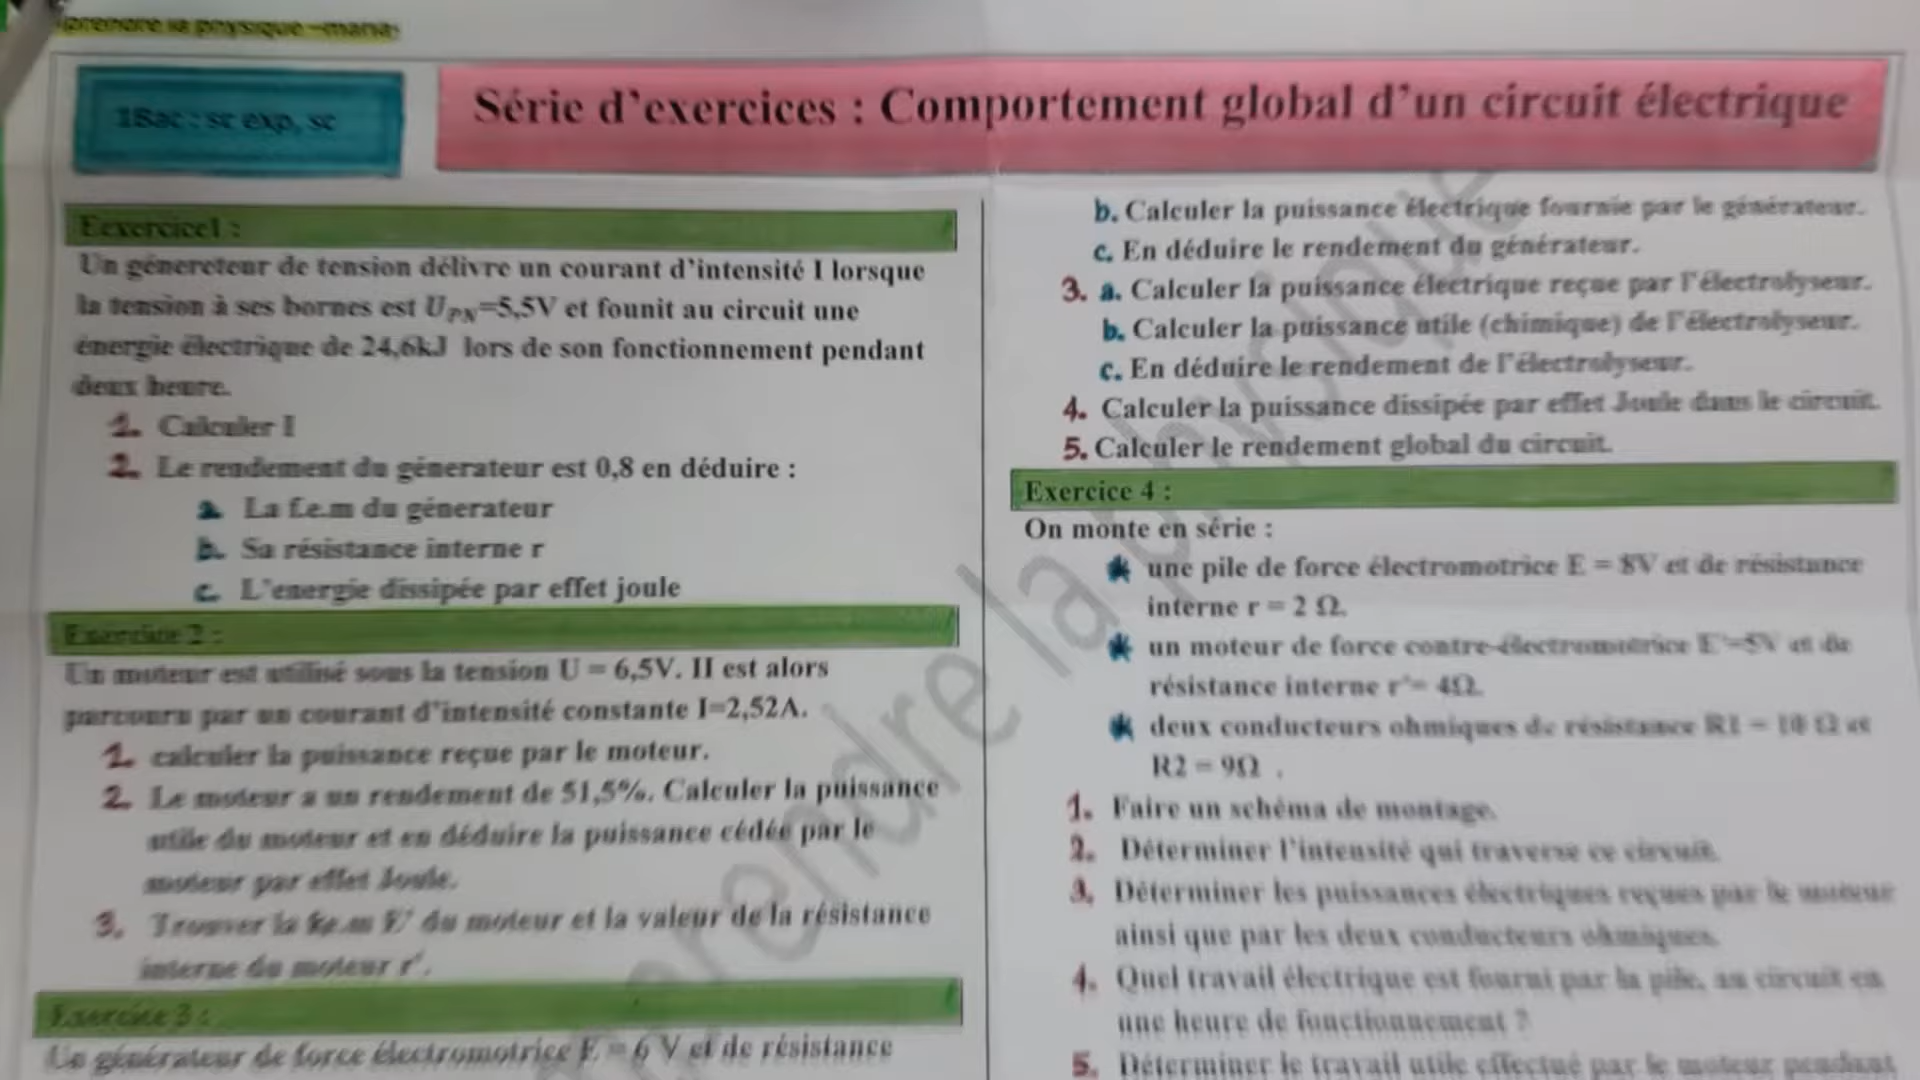 prendre la physique –maria-
1Bac : sc exp, sc
Série d'exercices : Comportement global d'un circuit électrique
Eexercice1 :
Un génereteur de tension délivre un courant d'intensité I lorsque
la tension à ses bornes est UPN=5,5V et founit au circuit une
énergie électrique de 24,6kJ lors de son fonctionnement pendant
deux heure.
1. Calculer I
2. Le rendement du génerateur est 0,8 en déduire :
a. La f.e.m du génerateur
b. Sa résistance interne r
c. L'energie dissipée par effet joule
Exercice 2 :
Un moteur est utilisé sous la tension U = 6,5V. Il est alors
parcouru par un courant d'intensité constante I=2,52A.
1. calculer la puissance reçue par le moteur.
2. Le moteur a un rendement de 51,5%. Calculer la puissance
utile du moteur et en déduire la puissance cédée par le
moteur par effet Joule.
3. Trouver la E' du moteur et la valeur de la résistance
interne du moteur r'.
Exercice 3 :
Un générateur de force électromotrice E = 6 V et de résistance
b. Calculer la puissance électrique fournie par le générateur.
c. En déduire le rendement du générateur.
3. a. Calculer la puissance électrique reçue par l'électrolyseur.
b. Calculer la puissance utile (chimique) de l'électrolyseur.
c. En déduire le rendement de l'électrolyseur.
4. Calculer la puissance dissipée par effet Joule dans le circuit.
5. Calculer le rendement global du circuit.
Exercice 4 :
On monte en série :
une pile de force électromotrice E = 8V et de résistance
interne r = 2 Ω.
un moteur de force contre-électromotrice E'=5V et de
résistance interne r'= 4Ω.
deux conducteurs ohmiques de résistance R1 = 10 Ω et
R2 = 9Ω .
1. Faire un schéma de montage.
2. Déterminer l'intensité qui traverse ce circuit.
3. Déterminer les puissances électriques reçues par le moteur
ainsi que par les deux conducteurs ohmiques.
4. Quel travail électrique est fourni par la pile, au circuit en
une heure de fonctionnement ?
5. Déterminer le travail utile effectué par le moteur pendant